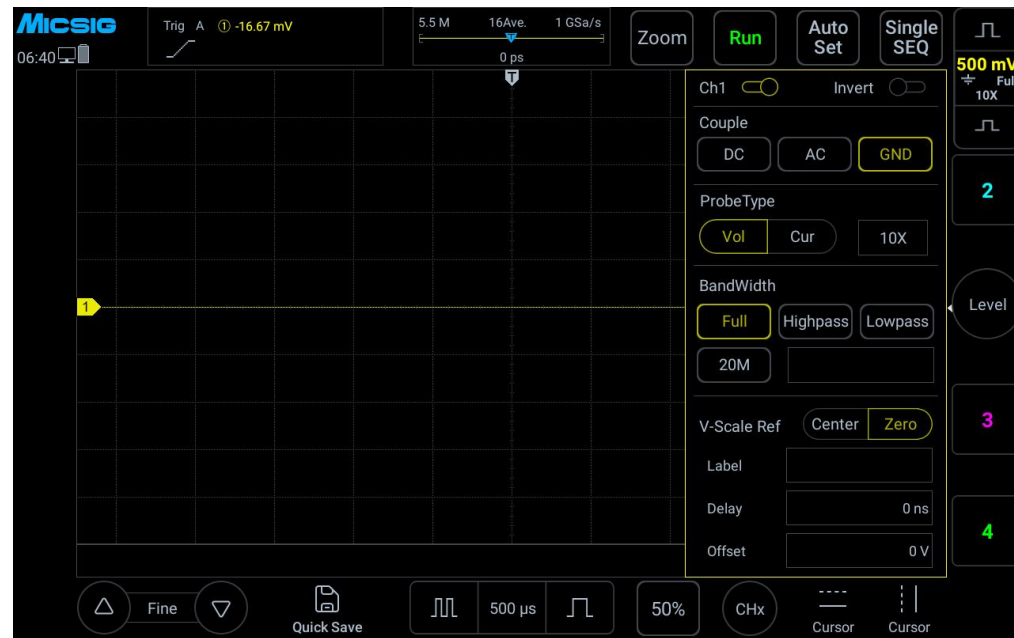 MICSIG
06:40
Trig A ① -16.67 mV
5.5 M 16Ave. 1 GSa/s
T
0 ps
Zoom
Run
Auto Set
Single SEQ
500 mV
Ful
10X
T
1
Ch1 Invert
Couple
DC AC GND
ProbeType
Vol Cur 10X
BandWidth
Full Highpass Lowpass
20M
V-Scale Ref Center Zero
Label
Delay 0 ns
Offset 0 V
2
Level
3
4
Fine
Quick Save
500 µs
50%
CHx
Cursor
Cursor